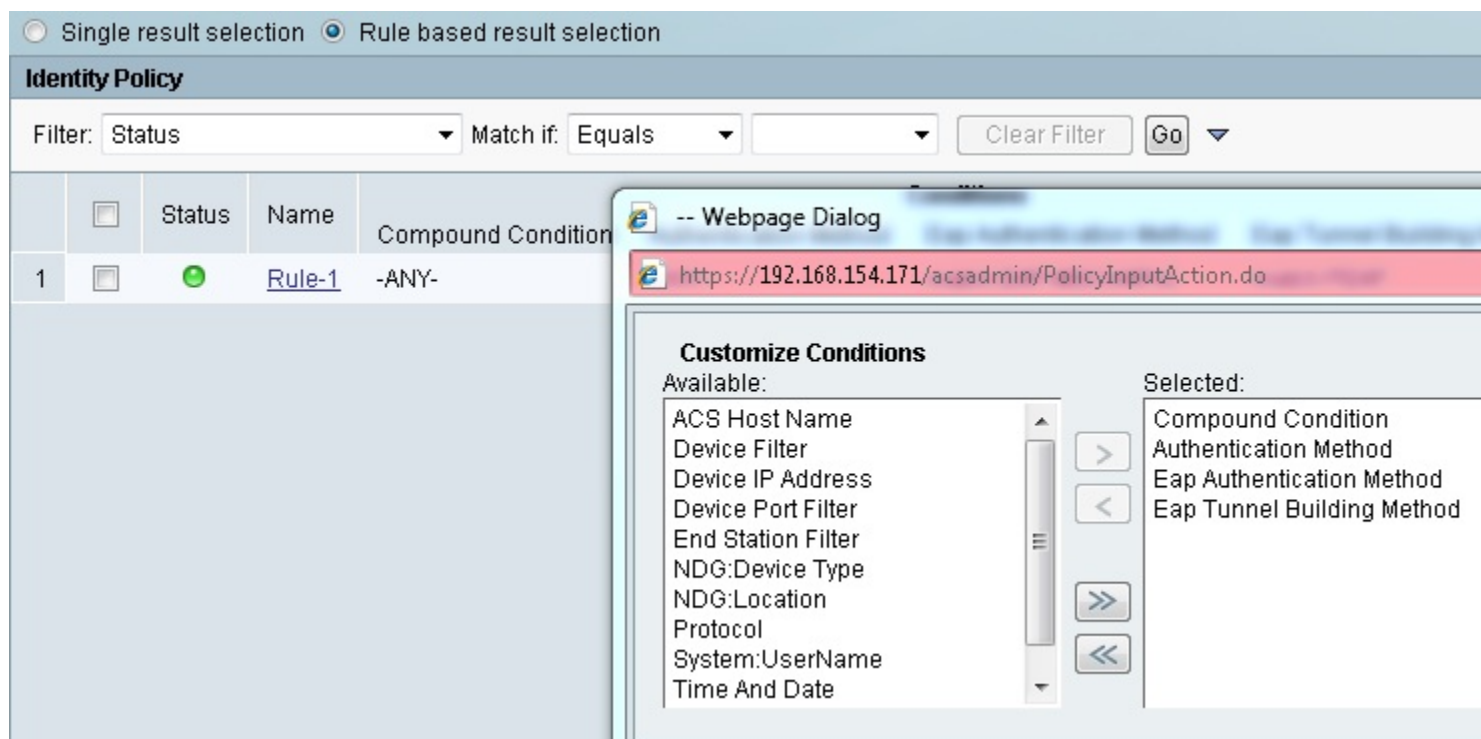 Single result selection Rule based result selection
Identity Policy
Filter: Status Match if: Equals Clear Filter Go
Status Name Compound Condition
1 Rule-1 -ANY-
-- Webpage Dialog
https://192.168.154.171/acsadmin/PolicyInputAction.do
Customize Conditions
Available:
ACS Host Name
Device Filter
Device IP Address
Device Port Filter
End Station Filter
NDG:Device Type
NDG:Location
Protocol
System:UserName
Time And Date
>
<
>>
<<
Selected:
Compound Condition
Authentication Method
Eap Authentication Method
Eap Tunnel Building Method